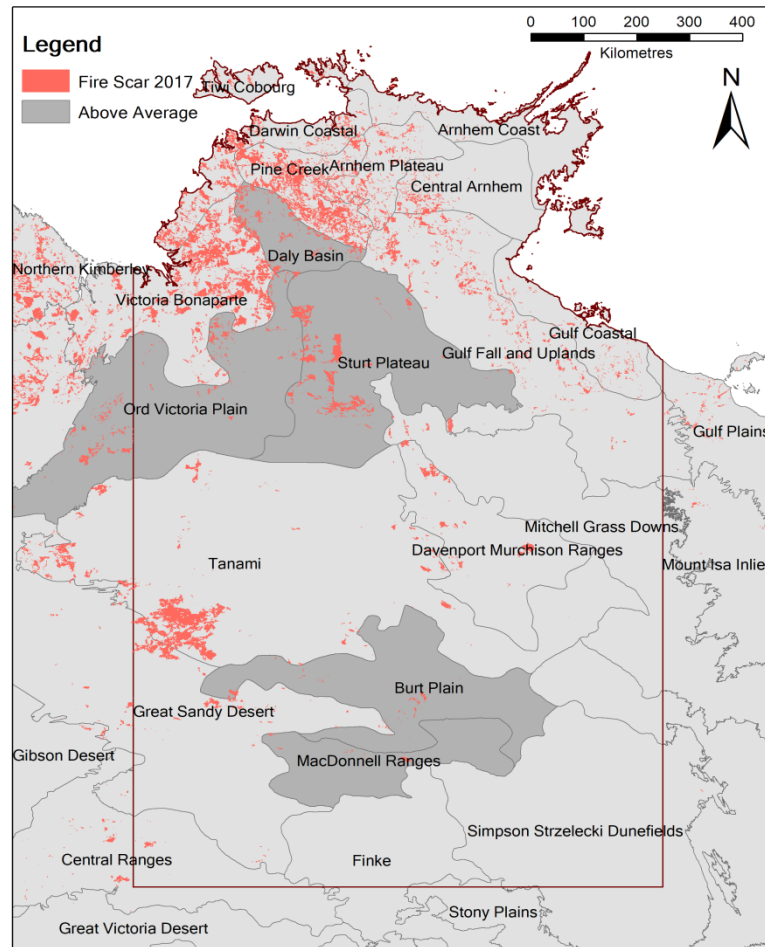 0 100 200 300 400
Kilometres
Legend
Fire Scar 2017
Above Average
N
Tiwi Cobourg
Darwin Coastal
Arnhem Coast
Pine Creek
Arnhem Plateau
Central Arnhem
Daly Basin
Northern Kimberley
Victoria Bonaparte
Gulf Coastal
Sturt Plateau
Gulf Fall and Uplands
Ord Victoria Plain
Gulf Plains
Mitchell Grass Downs
Davenport Murchison Ranges
Tanami
Mount Isa Inlie
Burt Plain
Great Sandy Desert
Gibson Desert
MacDonnell Ranges
Simpson Strzelecki Dunefields
Central Ranges
Finke
Stony Plains
Great Victoria Desert